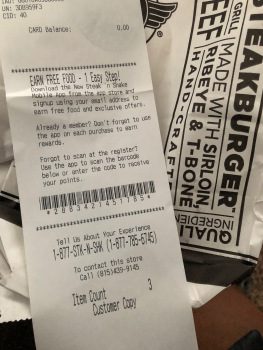 UN: 3D8959F3
CID: 40
CARD Balance: 0.00
EARN FREE FOOD - 1 Easy Step!
Download the New Steak 'n Shake
Mobile App from the app store and
signup using your email address to
earn free food and exclusive offers.
Already a member? Don't forget to use
the app on each purchase to earn
rewards.
Forgot to scan at the register?
Use app to scan the barcode
below or enter the code to receive
your points.
Tell Us About Your Experience
1-877-STK-N-SHK (1-877-785-6745)
To contact this store
Call (815)439-9145
Item Count 3
Customer Copy
STEAKBURGER
GRILL
MADE WITH SIRLOIN,
RIBEYE & T-BONE
BEEF
HAND-CRAFT
QUALI
INGREDIEN